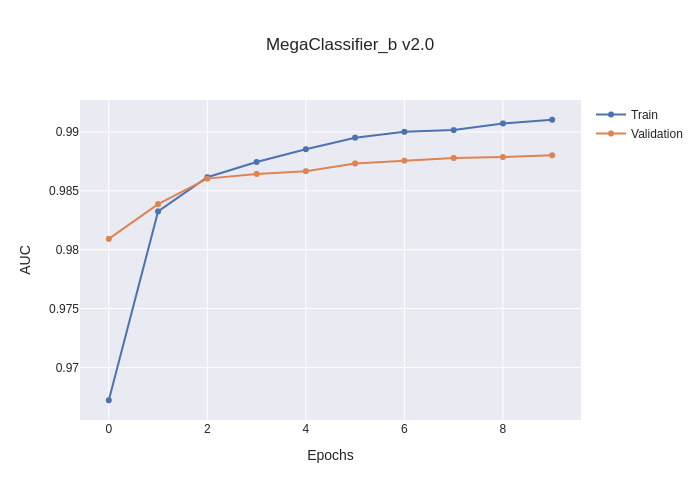 MegaClassifier_b v2.0
Train
Validation
0.99
0.985
0.98
0.975
0.97
AUC
0
2
4
6
8
Epochs